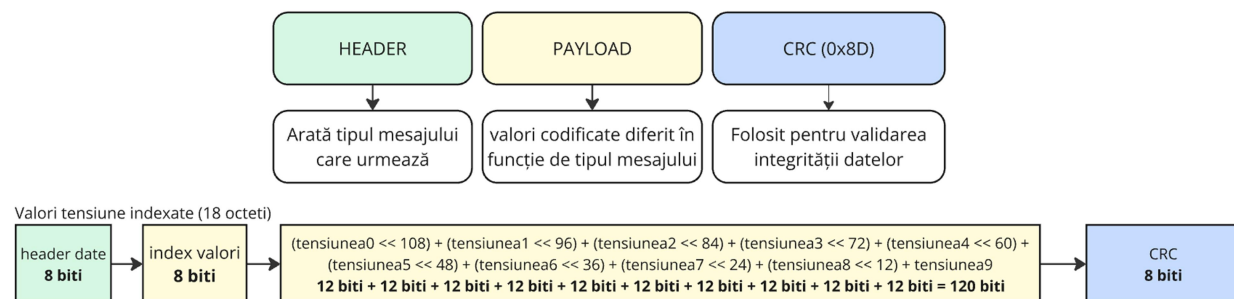 HEADER
PAYLOAD
CRC (0x8D)
Arată tipul mesajului
care urmează
valori codificate diferit în
funcție de tipul mesajului
Folosit pentru validarea
integrității datelor
Valori tensiune indexate (18 octeti)
header date
8 biti
index valori
8 biti
(tensiunea0 << 108) + (tensiunea1 << 96) + (tensiunea2 << 84) + (tensiunea3 << 72) + (tensiunea4 << 60) +
(tensiunea5 << 48) + (tensiunea6 << 36) + (tensiunea7 << 24) + (tensiunea8 << 12) + tensiunea9
12 biti + 12 biti + 12 biti + 12 biti + 12 biti + 12 biti + 12 biti + 12 biti + 12 biti + 12 biti = 120 biti
CRC
8 biti